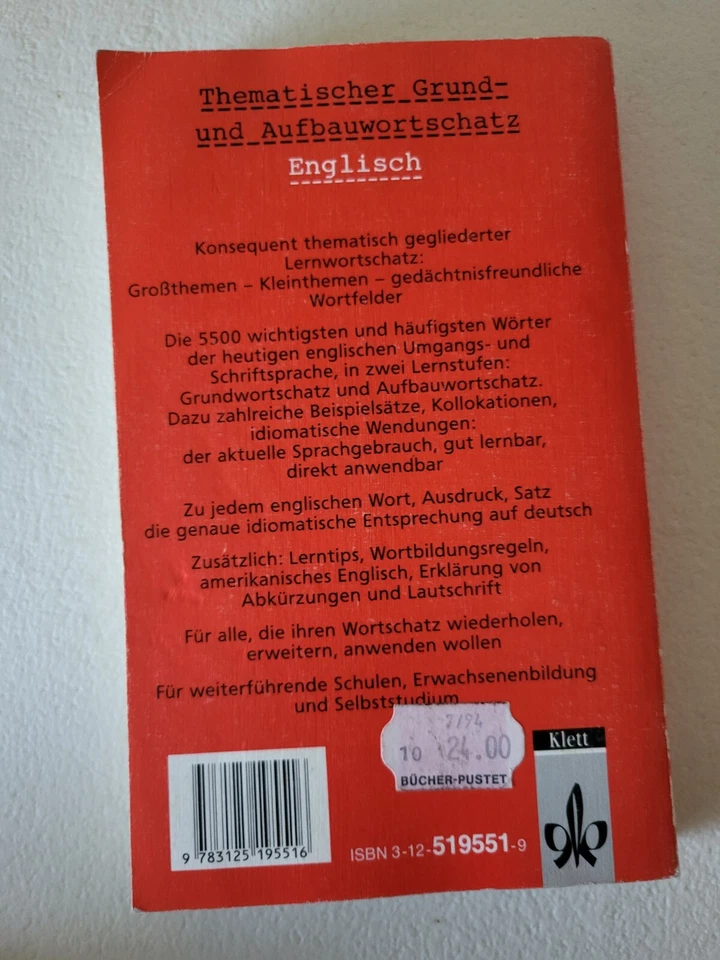 Thematischer Grund-
und Aufbauwortschatz
Englisch
Konsequent thematisch gegliederter
Lernwortschatz:
Großthemen – Kleinthemen – gedächtnisfreundliche
Wortfelder
Die 5500 wichtigsten und häufigsten Wörter
der heutigen englischen Umgangs- und
Schriftsprache, in zwei Lernstufen:
Grundwortschatz und Aufbauwortschatz.
Dazu zahlreiche Beispielsätze, Kollokationen,
idiomatische Wendungen:
der aktuelle Sprachgebrauch, gut lernbar,
direkt anwendbar
Zu jedem englischen Wort, Ausdruck, Satz
die genaue idiomatische Entsprechung auf deutsch
Zusätzlich: Lerntips, Wortbildungsregeln,
amerikanisches Englisch, Erklärung von
Abkürzungen und Lautschrift
Für alle, die ihren Wortschatz wiederholen,
erweitern, anwenden wollen
Für weiterführende Schulen, Erwachsenenbildung
und Selbststudium
10 24.00
BÜCHER-PUSTET
Klett
9 783125 195516
ISBN 3-12-519551-9